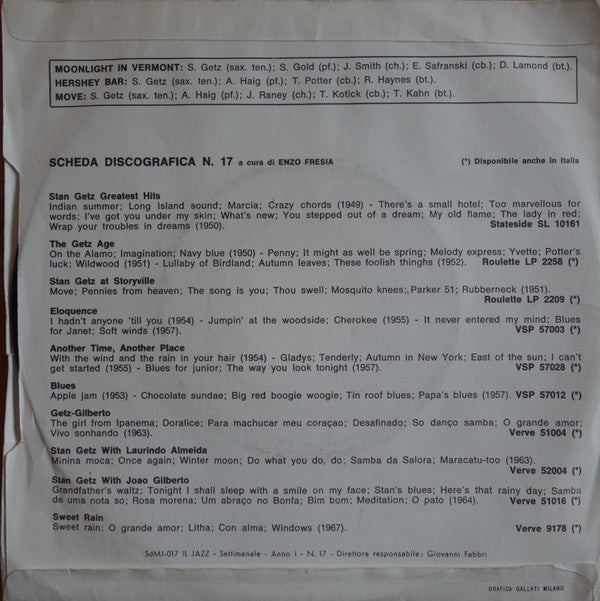 MOONLIGHT IN VERMONT: S. Getz (sax. ten.); S. Gold (pf.); J. Smith (ch.); E. Safranski (cb.); D. Lamond (bt.).
HERSHEY BAR: S. Getz (sax. ten.); A. Haig (pf.); T. Potter (cb.); R. Haynes (bt.).
MOVE: S. Getz (sax. ten.); A. Haig (pf.); J. Raney (ch.); T. Kotick (cb.); T. Kahn (bt.).
SCHEDA DISCOGRAFICA N. 17 a cura di ENZO FRESIA (*) Disponibile anche in Italia
Stan Getz Greatest Hits
Indian summer; Long Island sound; Marcia; Crazy chords (1949) - There's a small hotel; Too marvellous for
words; I've got you under my skin; What's new; You stepped out of a dream; My old flame; The lady in red;
Wrap your troubles in dreams (1950). Stateside SL 10161
The Getz Age
On the Alamo; Imagination; Navy blue (1950) - Penny; It might as well be spring; Melody express; Yvette; Potter's
luck; Wildwood (1951) - Lullaby of Birdland; Autumn leaves; These foolish thinghs (1952). Roulette LP 2258 (*)
Stan Getz at Storyville
Move; Pennies from heaven; The song is you; Thou swell; Mosquito knees; Parker 51; Rubberneck (1951).
Roulette LP 2209 (*)
Eloquence
I hadn't anyone 'till you (1954) - Jumpin' at the woodside; Cherokee (1955) - It never entered my mind; Blues
for Janet; Soft winds (1957). VSP 57003 (*)
Another Time, Another Place
With the wind and the rain in your hair (1954) - Gladys; Tenderly; Autumn in New York; East of the sun; I can't
get started (1955) - Blues for junior; The way you look tonight (1957). VSP 57028 (*)
Blues
Apple jam (1953) - Chocolate sundae; Big red boogie woogie; Tin roof blues; Papa's blues (1957). VSP 57012 (*)
Getz-Gilberto
The girl from Ipanema; Doralice; Para machucar meu coraçao; Desafinado; So danço samba; O grande amor;
Vivo sonhando (1963). Verve 51004 (*)
Stan Getz With Laurindo Almeida
Minina moca; Once again; Winter moon; Do what you do, do; Samba da Salora; Maracatu-too (1963).
Verve 52004 (*)
Stan Getz With Joao Gilberto
Grandfather's waltz; Tonight I shall sleep with a smile on my face; Stan's blues; Here's that rainy day; Samba
da uma nota so; Rosa morena; Um abraço no Bonfa; Bim bom; Meditation; O pato (1964). Verve 51016 (*)
Sweet Rain
Sweet rain; O grande amor; Litha; Con alma; Windows (1967). Verve 9178 (*)
SdMJ-017 IL JAZZ - Settimanale - Anno I - N. 17 - Direttore responsabile: Giovanni Fabbri
GRAFICA GALLATI MILANO